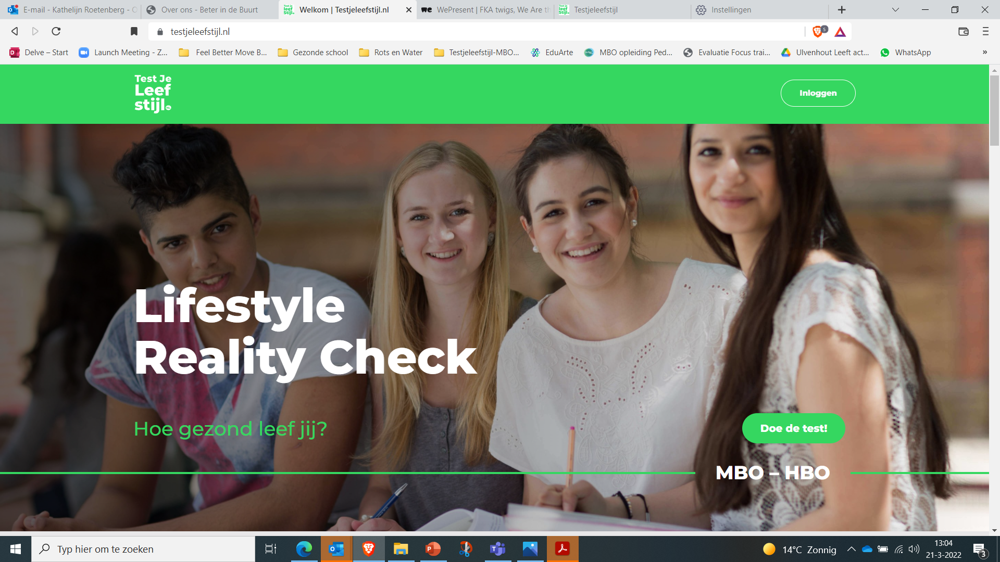 E-mail - Kathelijn Roetenberg - O
Over ons - Beter in de Buurt
Welkom | Testjeleefstijl.nl
WePresent | FKA twigs, We Are th
Testjeleefstijl
Instellingen
testjeleefstijl.nl
5
Delve – Start
Launch Meeting - Z...
Feel Better Move B...
Gezonde school
Rots en Water
Testjeleefstijl-MBO...
EduArte
MBO opleiding Ped...
Evaluatie Focus trai...
Ulvenhout Leeft act...
WhatsApp
»
Test Je
Leef
stijl.NL
Inloggen
Lifestyle
Reality Check
Hoe gezond leef jij?
Doe de test!
MBO – HBO
Typ hier om te zoeken
14°C Zonnig
13:04
21-3-2022
3